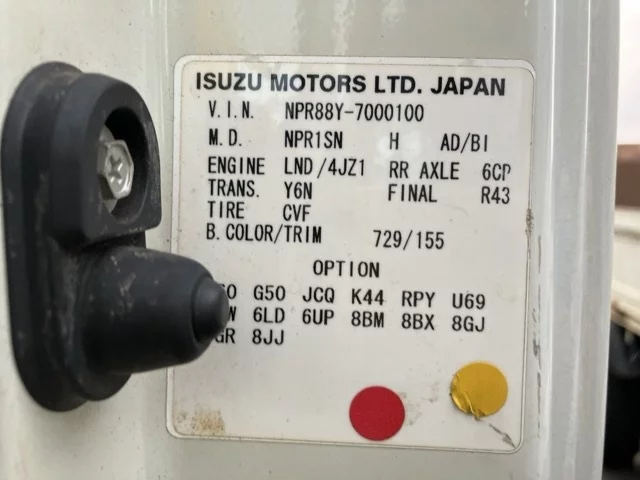 ISUZU MOTORS LTD. JAPAN
V.I.N. NPR88Y-7000100
M.D. NPR1SN H AD/BI
ENGINE LND/4JZ1 RR AXLE 6CP
TRANS. Y6N FINAL R43
TIRE CVF
B.COLOR/TRIM 729/155
OPTION
G50 JCQ K44 RPY U69
6LD 6UP 8BM 8BX 8GJ
8JJ